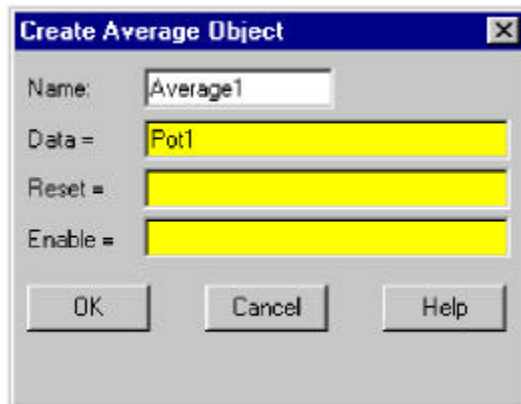 Create Average Object
Name: Average1
Data = Pot1
Reset =
Enable =
OK Cancel Help